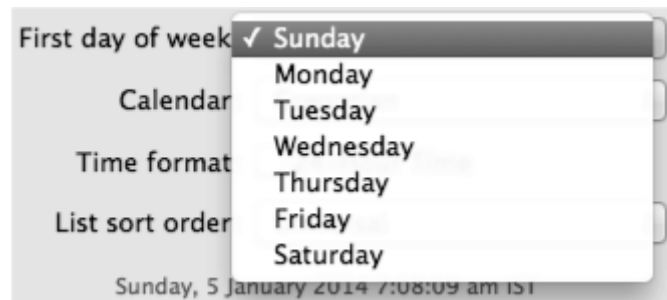 First day of week ✓ Sunday
Monday
Calendar
Tuesday
Wednesday
Time format
Thursday
List sort order
Friday
Saturday
Sunday, 5 January 2014 7:08:09 am IST